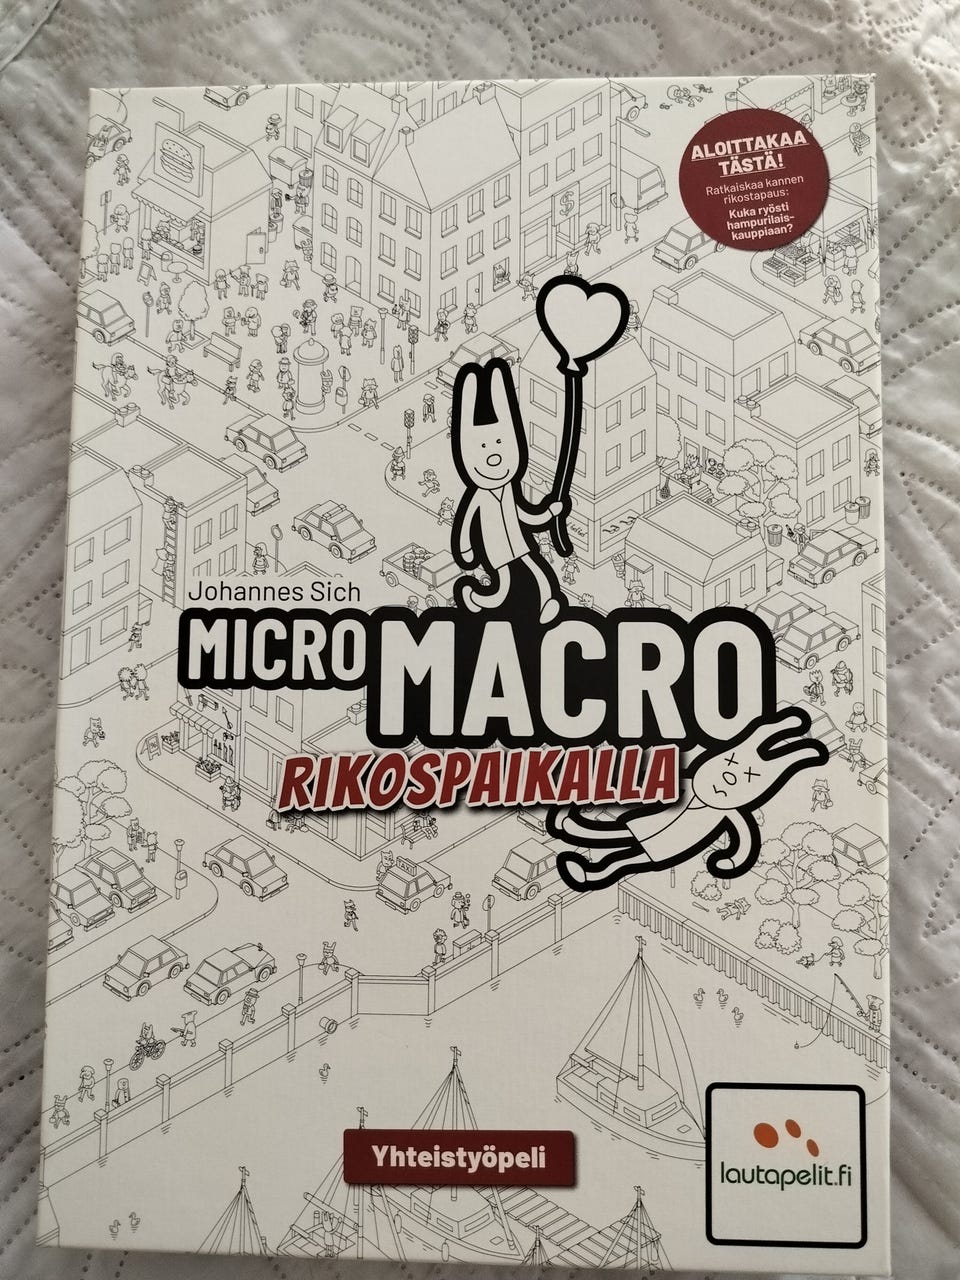 ALOITTAKAA
TÄSTÄ!
Ratkaiskaa kannen
rikostapaus:
Kuka ryösti
hampurilais-
kauppiaan?
Johannes Sich
MICRO MACRO
RIKOSPAIKALLA
Yhteistyöpeli
lautapelit.fi